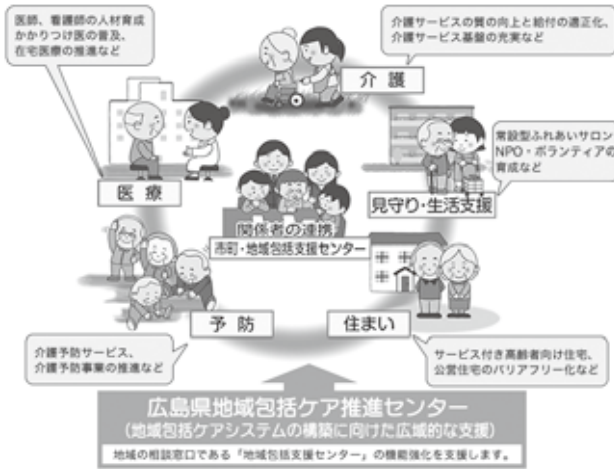 医師、看護師の人材育成
かかりつけ医の普及、
在宅医療の推進など
介護サービスの質の向上と給付の適正化、
介護サービス基盤の充実など
介護
常設型ふれあいサロン
NPO・ボランティアの
育成など
医療
見守り・生活支援
関係者の連携
市町・地域包括支援センター
予防
住まい
介護予防サービス、
介護予防事業の推進など
サービス付き高齢者向け住宅、
公営住宅のバリアフリー化など
広島県地域包括ケア推進センター
(地域包括ケアシステムの構築に向けた広域的な支援)
地域の相談窓口である「地域包括支援センター」の機能強化を支援します。